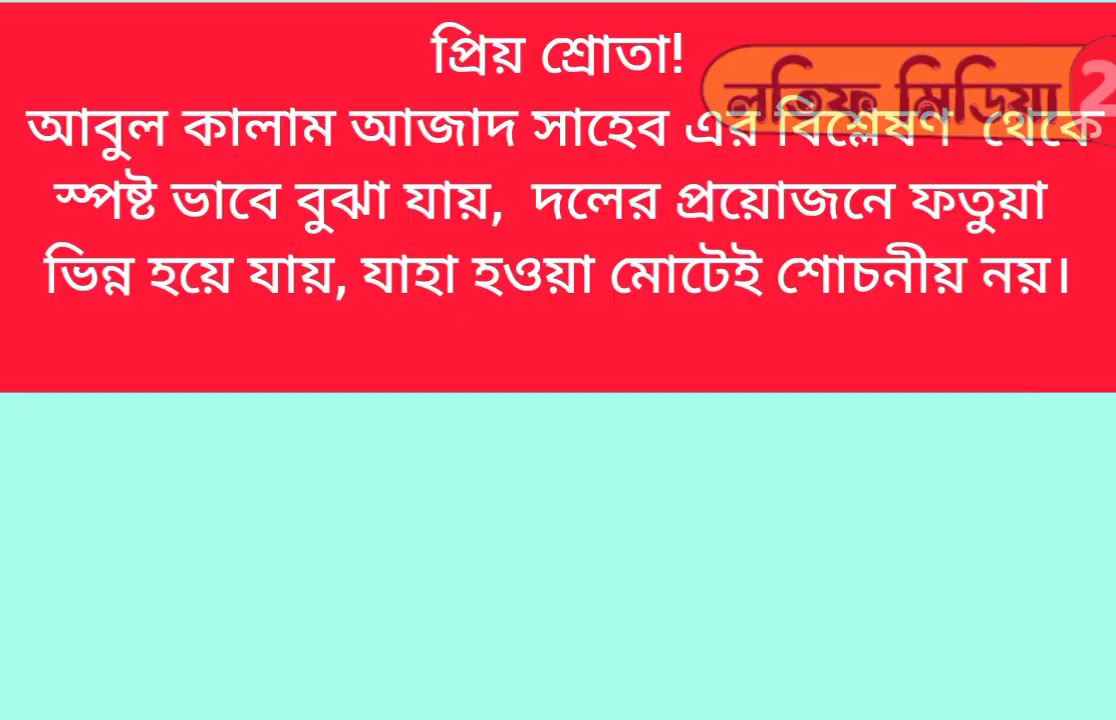 প্রিয় শ্রোতা!
লতিফ মিডিয়া 2
আবুল কালাম আজাদ সাহেব এর বিশ্লেষণ থেকে
স্পষ্ট ভাবে বুঝা যায়, দলের প্রয়োজনে ফতুয়া
ভিন্ন হয়ে যায়, যাহা হওয়া মোটেই শোচনীয় নয়।